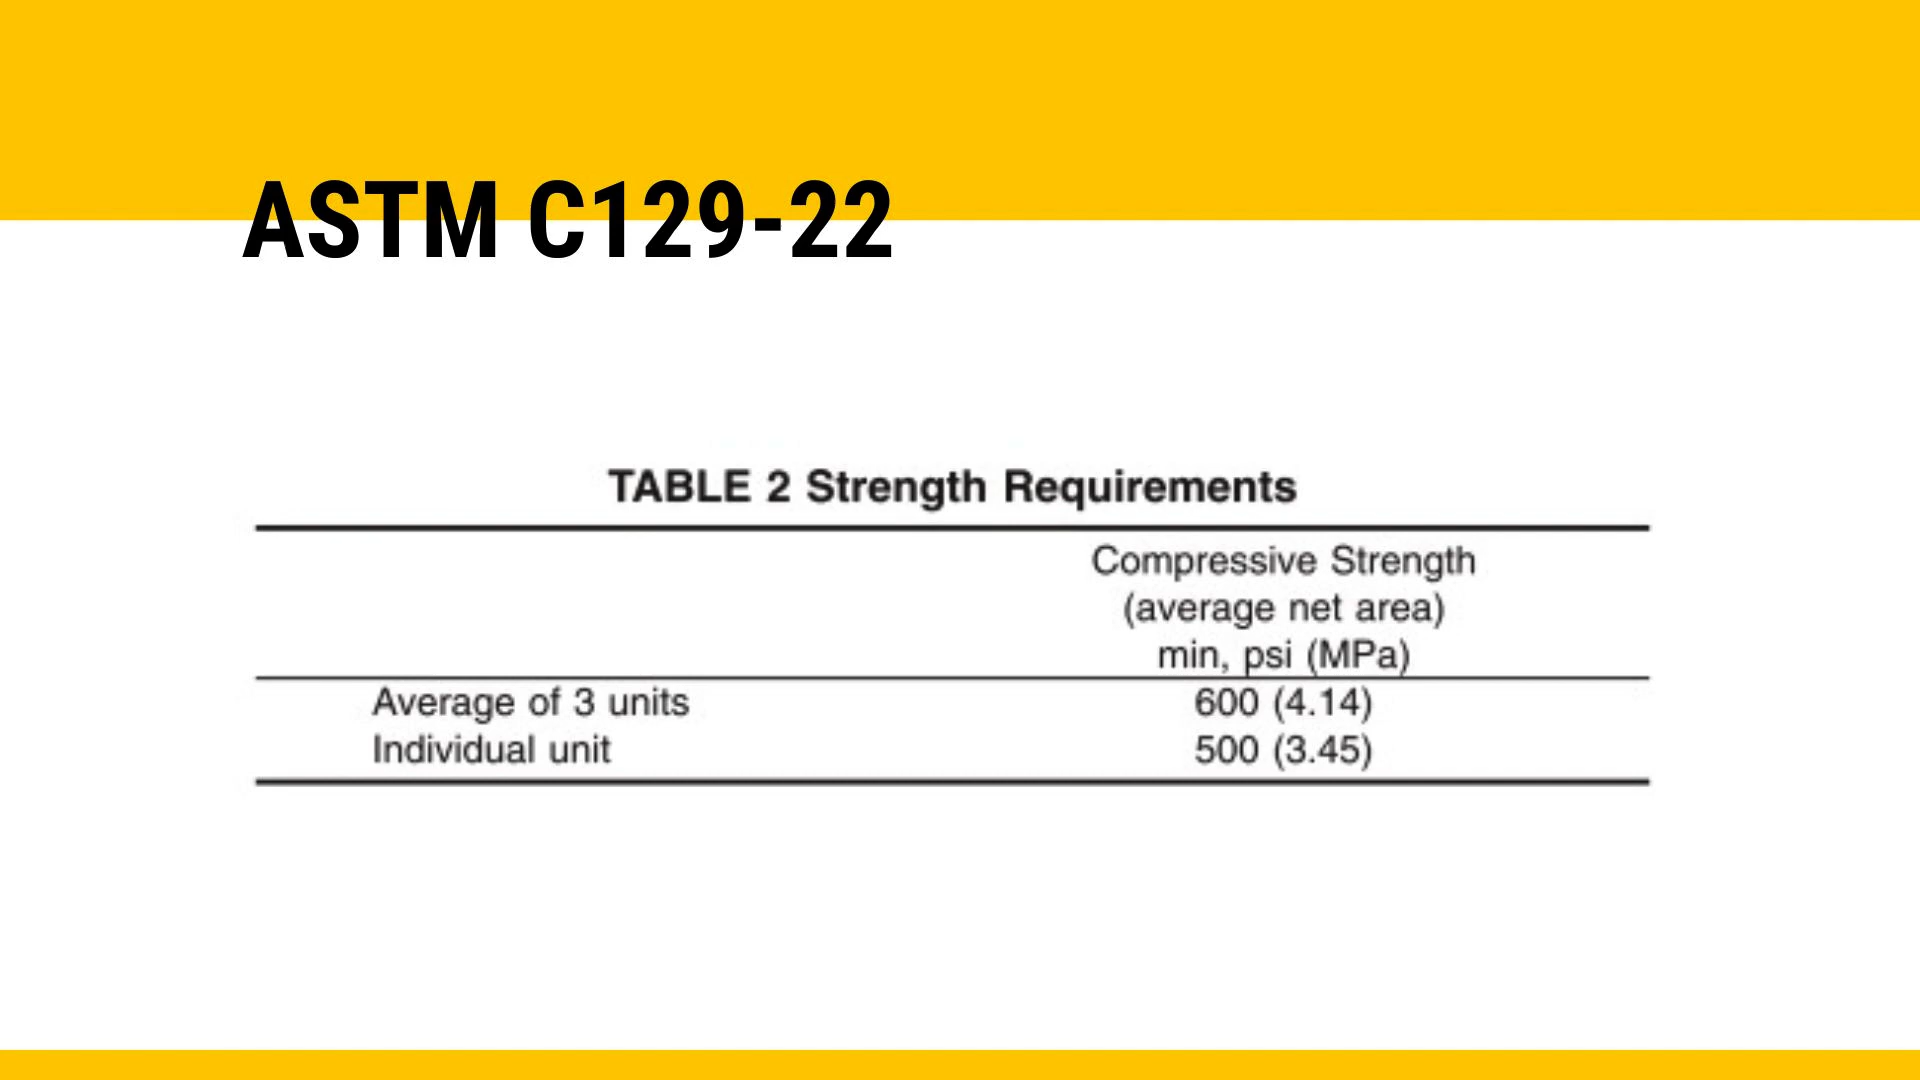 ASTM C129-22
TABLE 2 Strength Requirements
Compressive Strength
(average net area)
min, psi (MPa)
Average of 3 units 600 (4.14)
Individual unit 500 (3.45)